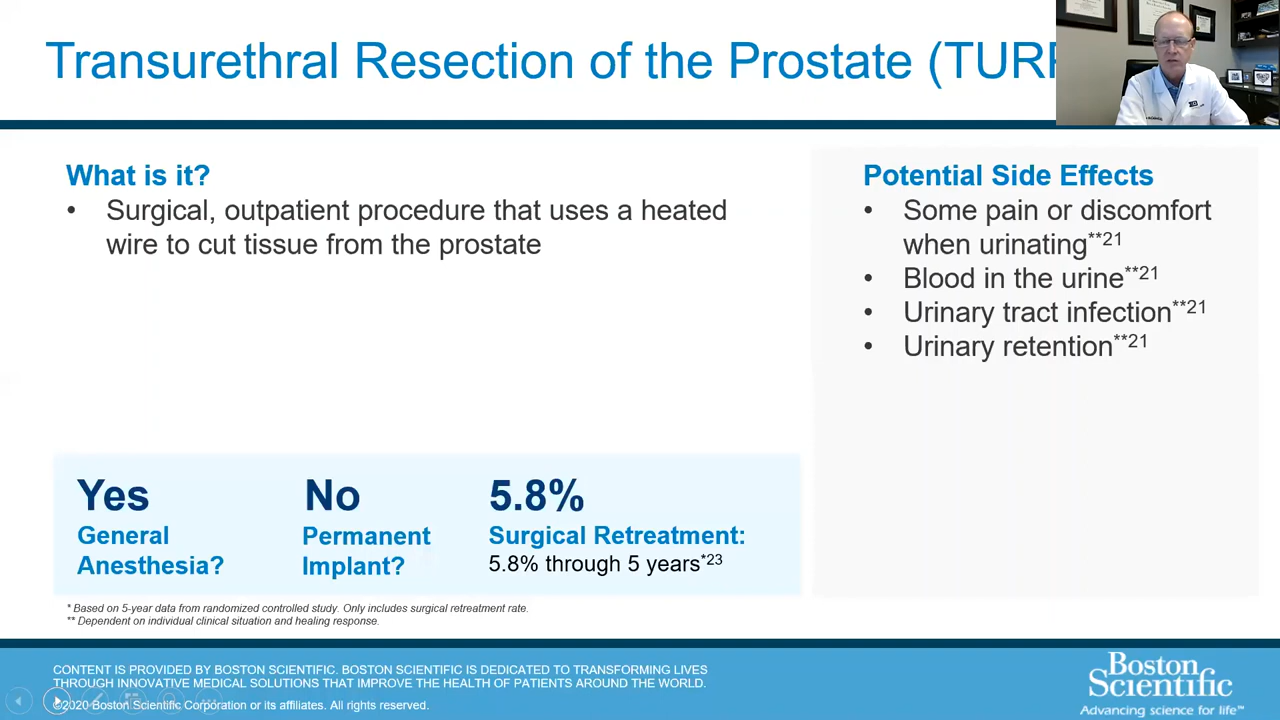 Transurethral Resection of the Prostate (TUR
What is it?
• Surgical, outpatient procedure that uses a heated
wire to cut tissue from the prostate
Potential Side Effects
• Some pain or discomfort
when urinating**21
• Blood in the urine**21
• Urinary tract infection**21
• Urinary retention**21
Yes
General
Anesthesia?
No
Permanent
Implant?
5.8%
Surgical Retreatment:
5.8% through 5 years*23
* Based on 5-year data from randomized controlled study. Only includes surgical retreatment rate.
** Dependent on individual clinical situation and healing response.
CONTENT IS PROVIDED BY BOSTON SCIENTIFIC. BOSTON SCIENTIFIC IS DEDICATED TO TRANSFORMING LIVES
THROUGH INNOVATIVE MEDICAL SOLUTIONS THAT IMPROVE THE HEALTH OF PATIENTS AROUND THE WORLD.
©2020 Boston Scientific Corporation or its affiliates. All rights reserved.
Boston
Scientific
Advancing science for life™